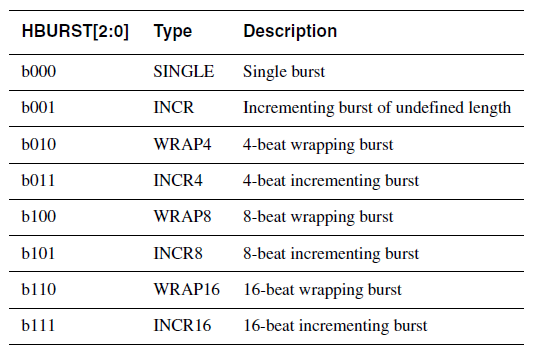 HBURST[2:0] Type Description
b000 SINGLE Single burst
b001 INCR Incrementing burst of undefined length
b010 WRAP4 4-beat wrapping burst
b011 INCR4 4-beat incrementing burst
b100 WRAP8 8-beat wrapping burst
b101 INCR8 8-beat incrementing burst
b110 WRAP16 16-beat wrapping burst
b111 INCR16 16-beat incrementing burst